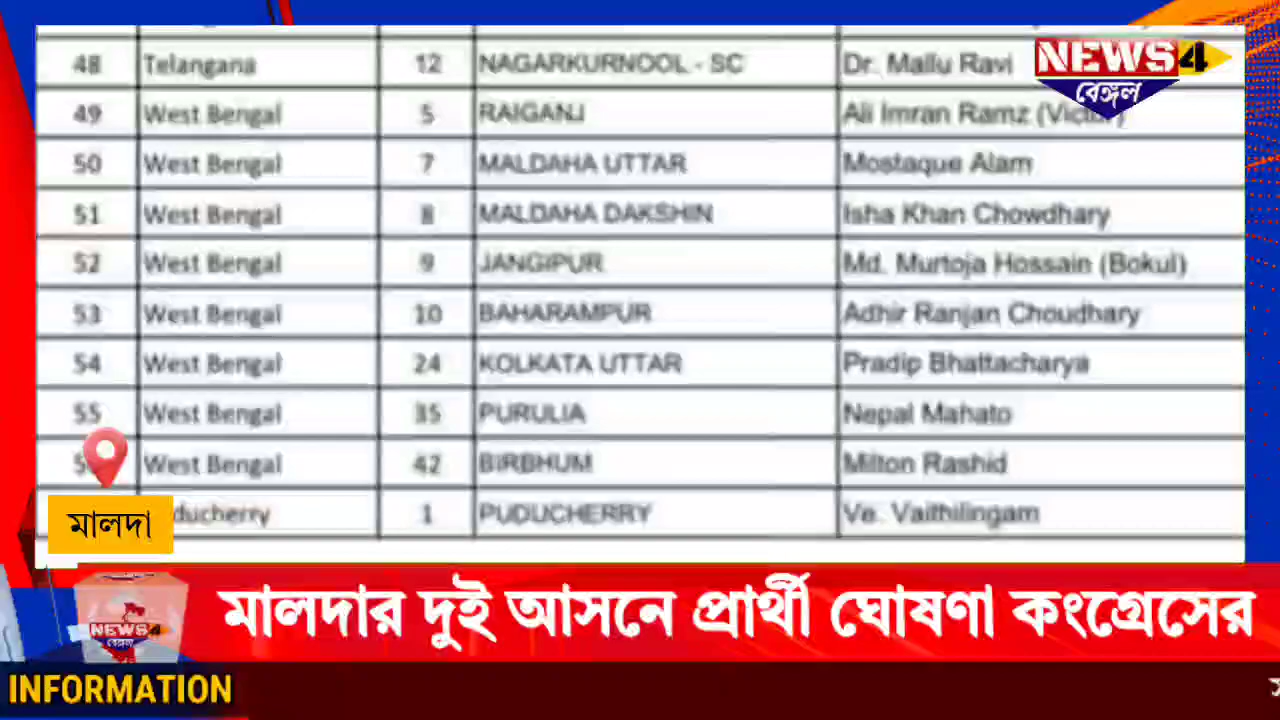 48 Telangana 12 NAGARKURNOOL - SC Dr. Mallu Ravi
NEWS4
বেঙ্গল
49 West Bengal 5 RAIGANJ Ali Imran Ramz
50 West Bengal 7 MALDAHA UTTAR Mostaque Alam
51 West Bengal 8 MALDAHA DAKSHIN Isha Khan Chowdhary
52 West Bengal 9 JANGIPUR Md. Murtoja Hossain (Bokul)
53 West Bengal 10 BAHARAMPUR Adhir Ranjan Choudhary
54 West Bengal 24 KOLKATA UTTAR Pradip Bhattacharya
55 West Bengal 35 PURULIA Nepal Mahato
West Bengal 42 BIRBHUM Milton Rashid
ducherry 1 PUDUCHERRY Ve. Vaithilingam
মালদা
মালদার দুই আসনে প্রার্থী ঘোষণা কংগ্রেসের
NEWS4
INFORMATION